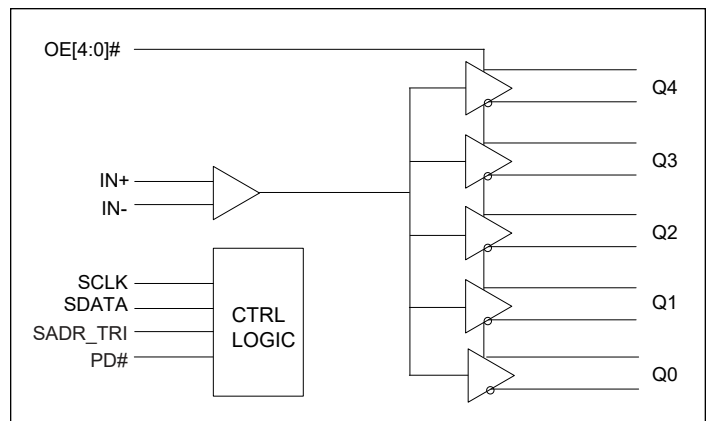 OE[4:0]#
Q4
Q3
IN+
IN-
Q2
SCLK
SDATA
SADR_TRI
PD#
CTRL
LOGIC
Q1
Q0